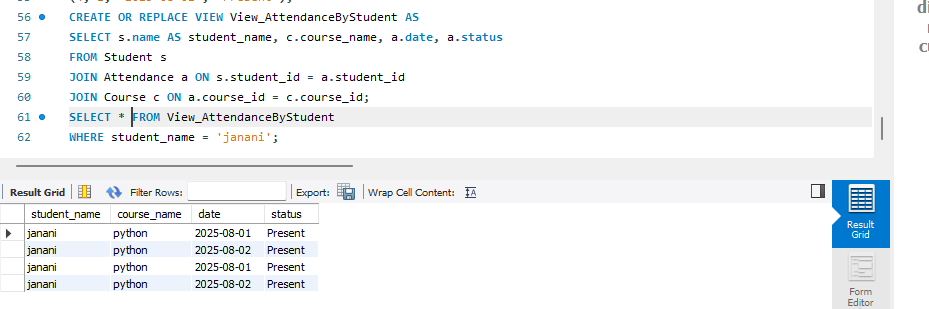 56 CREATE OR REPLACE VIEW View_AttendanceByStudent AS
57 SELECT s.name AS student_name, c.course_name, a.date, a.status
58 FROM Student s
59 JOIN Attendance a ON s.student_id = a.student_id
60 JOIN Course c ON a.course_id = c.course_id;
61 SELECT * FROM View_AttendanceByStudent
62 WHERE student_name = 'janani';
Result Grid Filter Rows: Export: Wrap Cell Content:
student_name course_name date status
janani python 2025-08-01 Present
janani python 2025-08-02 Present
janani python 2025-08-01 Present
janani python 2025-08-02 Present
Result
Grid
Form
Editor
di